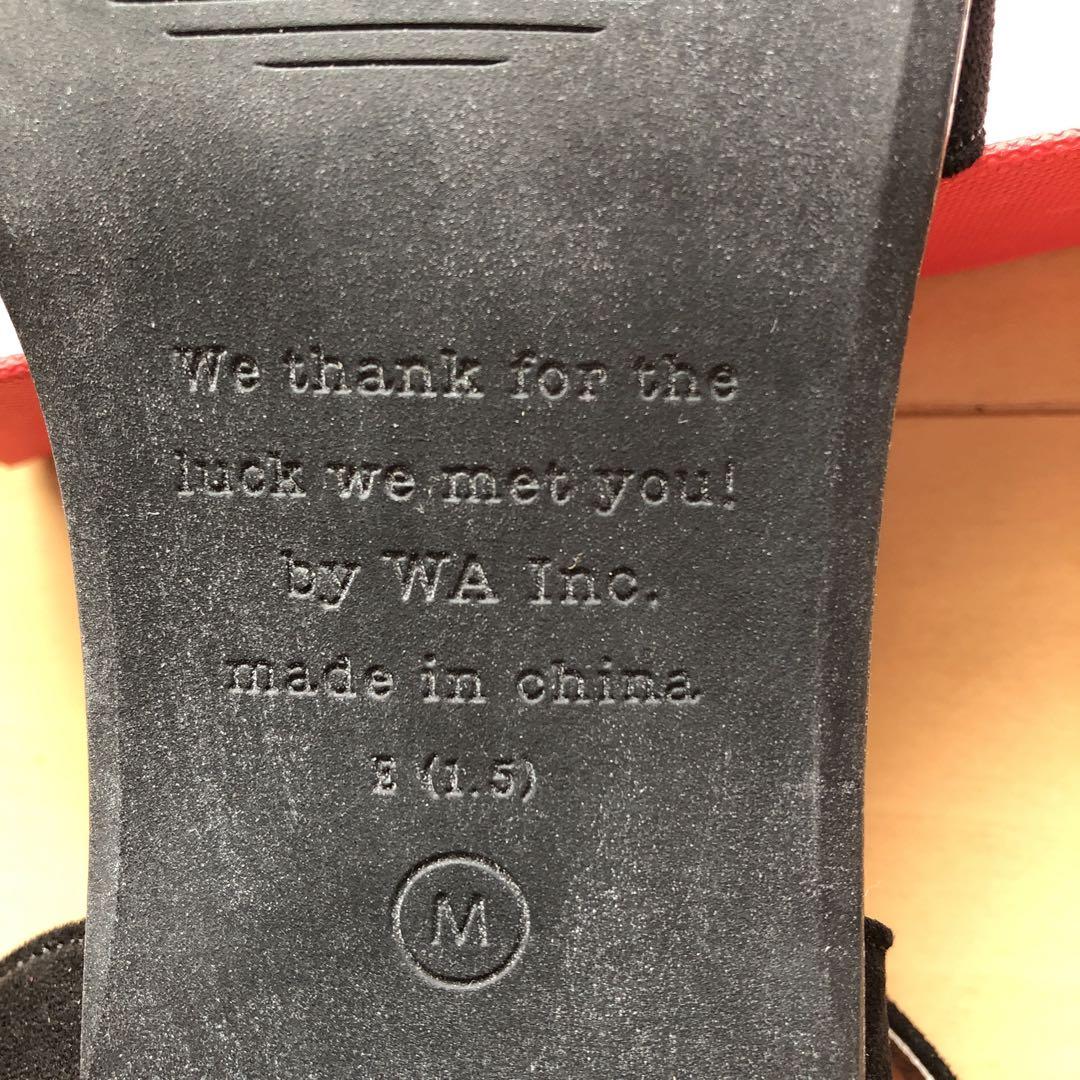 We thank for the
luck we met you!
by WA Inc.
made in china
E (1.5)
M